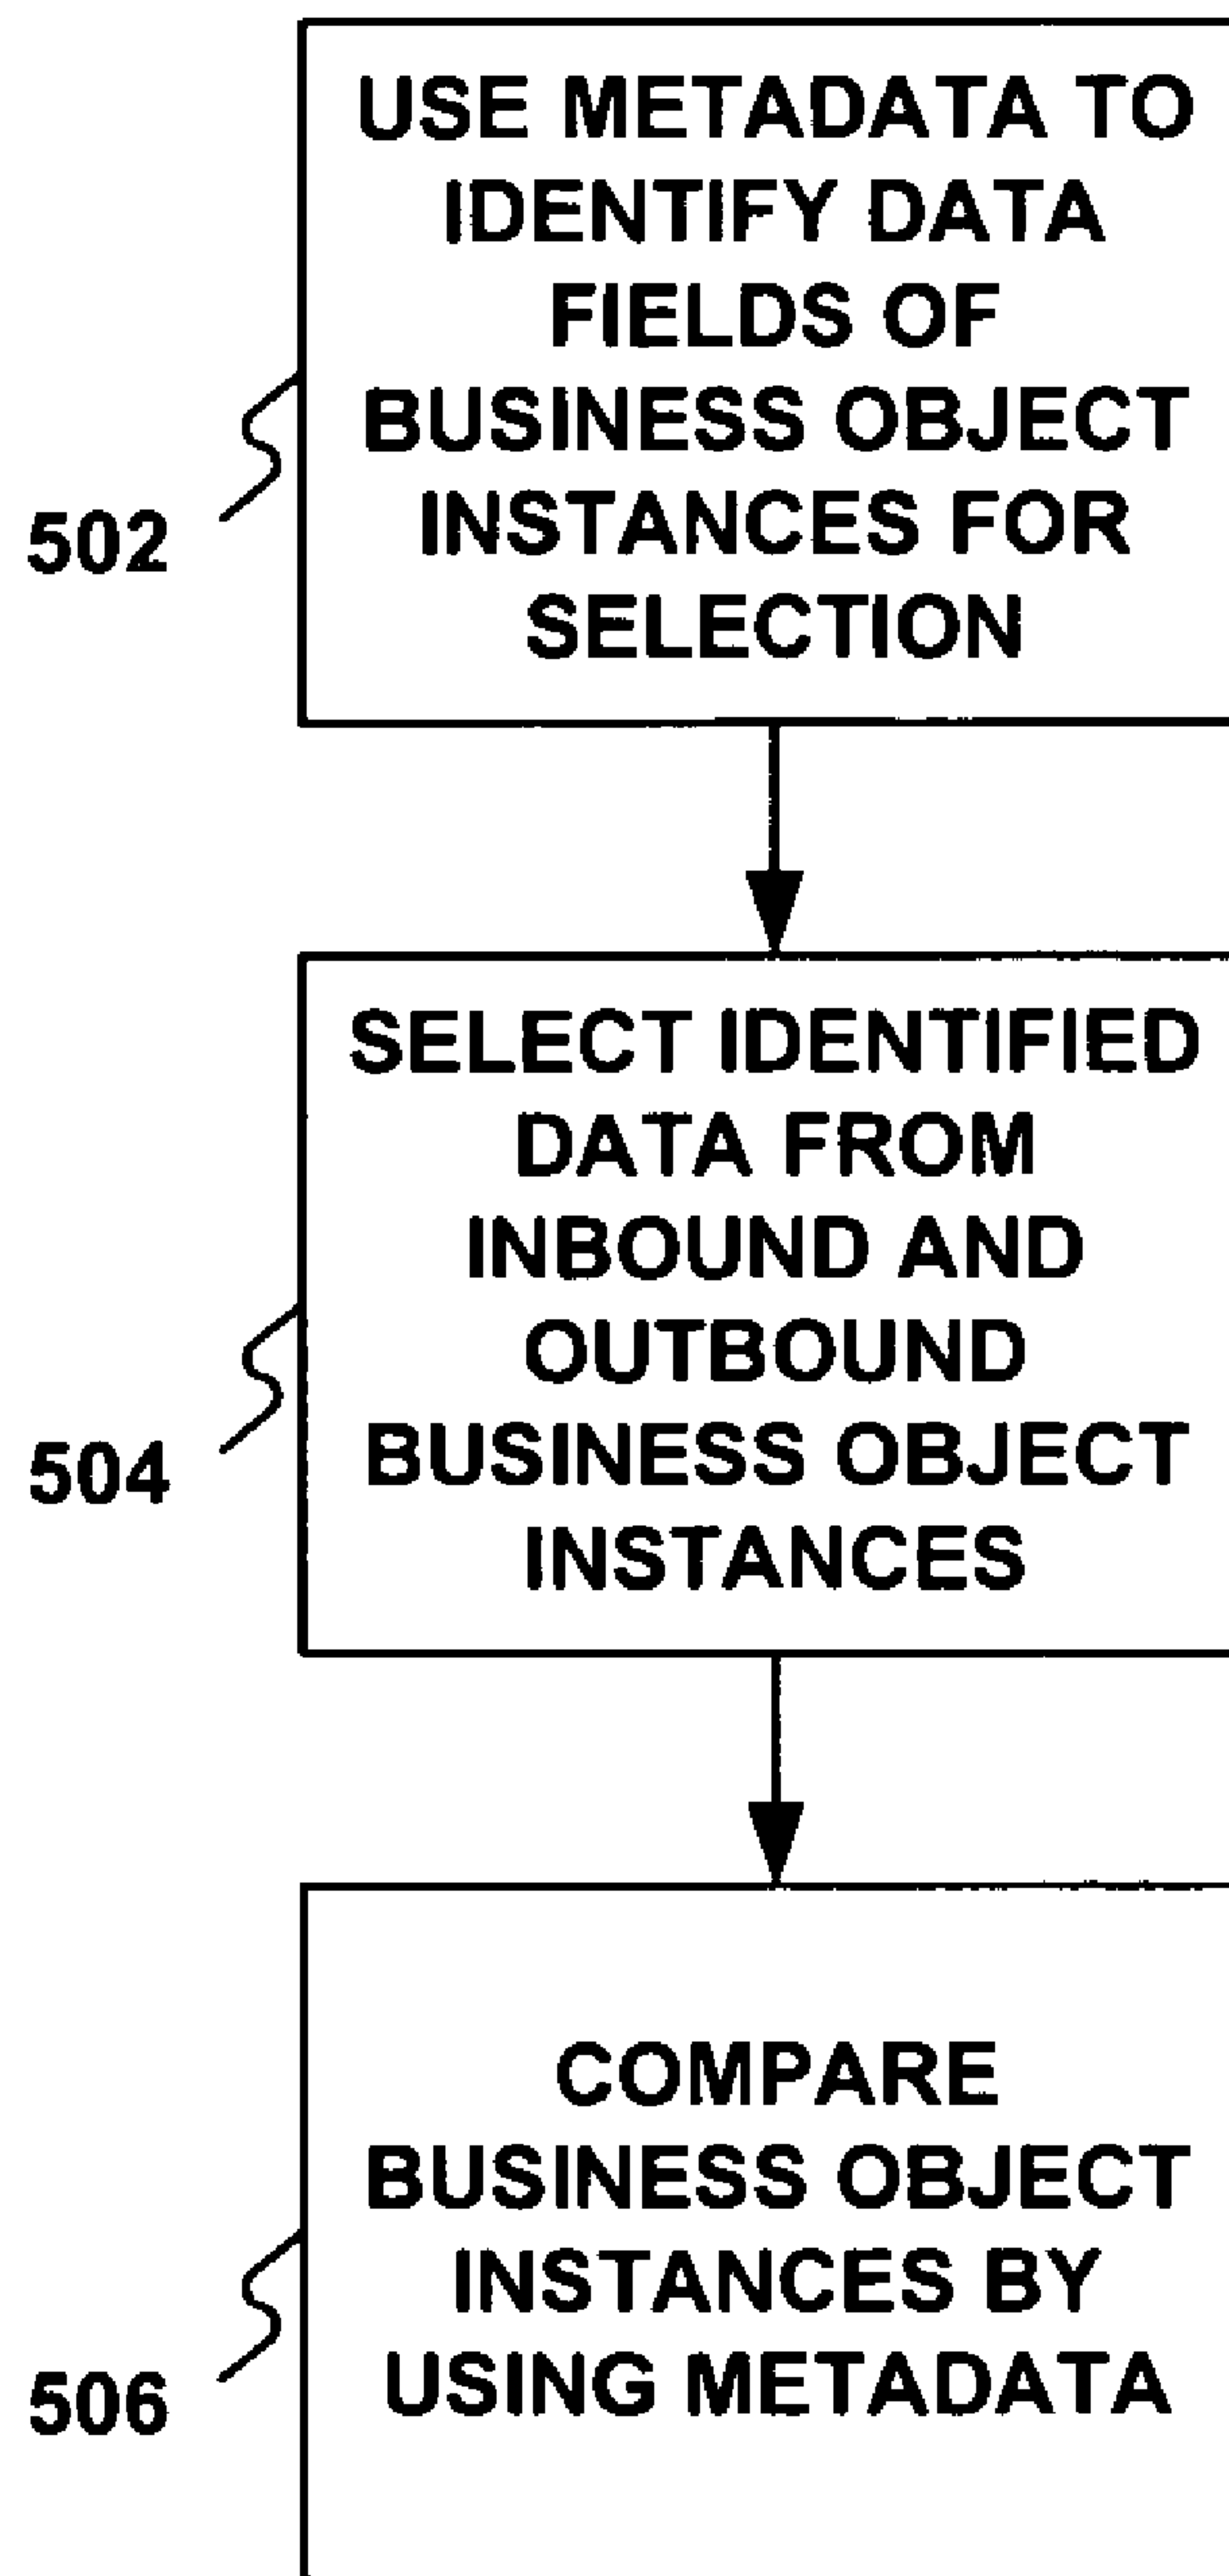 USE METADATA TO
IDENTIFY DATA
FIELDS OF
BUSINESS OBJECT
INSTANCES FOR
SELECTION
502
SELECT IDENTIFIED
DATA FROM
INBOUND AND
OUTBOUND
BUSINESS OBJECT
INSTANCES
504
COMPARE
BUSINESS OBJECT
INSTANCES BY
USING METADATA
506